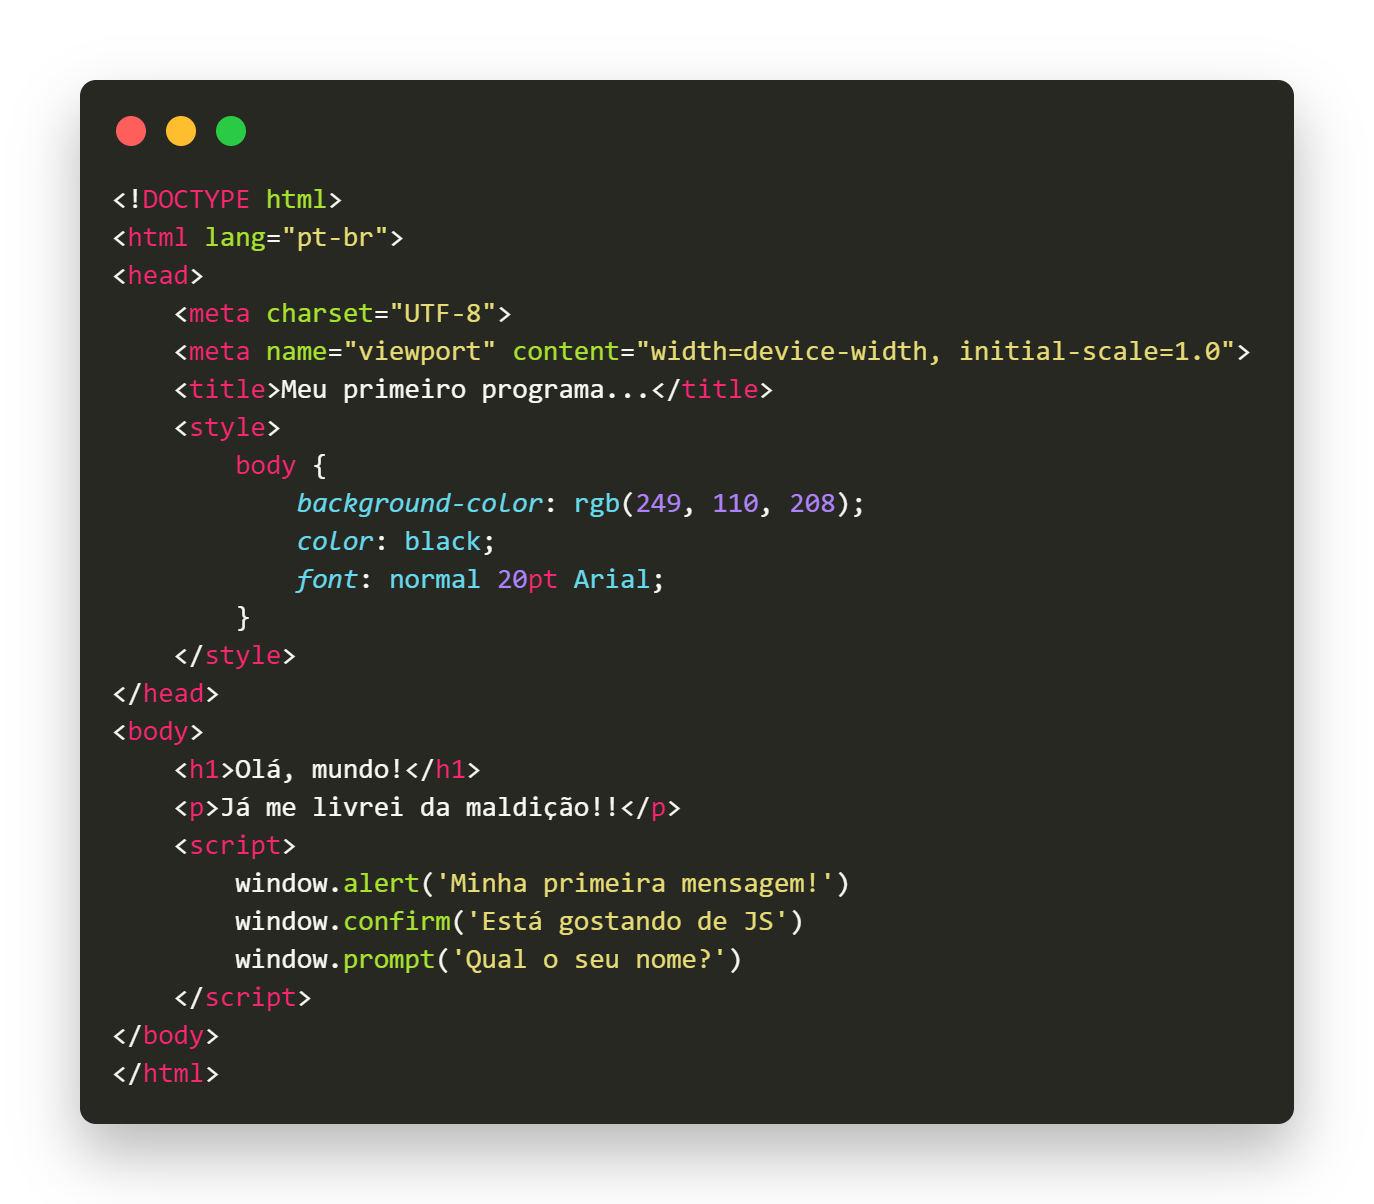 <!DOCTYPE html>
<html lang="pt-br">
<head>
    <meta charset="UTF-8">
    <meta name="viewport" content="width=device-width, initial-scale=1.0">
    <title>Meu primeiro programa...</title>
    <style>
        body {
            background-color: rgb(249, 110, 208);
            color: black;
            font: normal 20pt Arial;
        }
    </style>
</head>
<body>
    <h1>Olá, mundo!</h1>
    <p>Já me livrei da maldição!!</p>
    <script>
        window.alert('Minha primeira mensagem!')
        window.confirm('Está gostando de JS')
        window.prompt('Qual o seu nome?')
    </script>
</body>
</html>